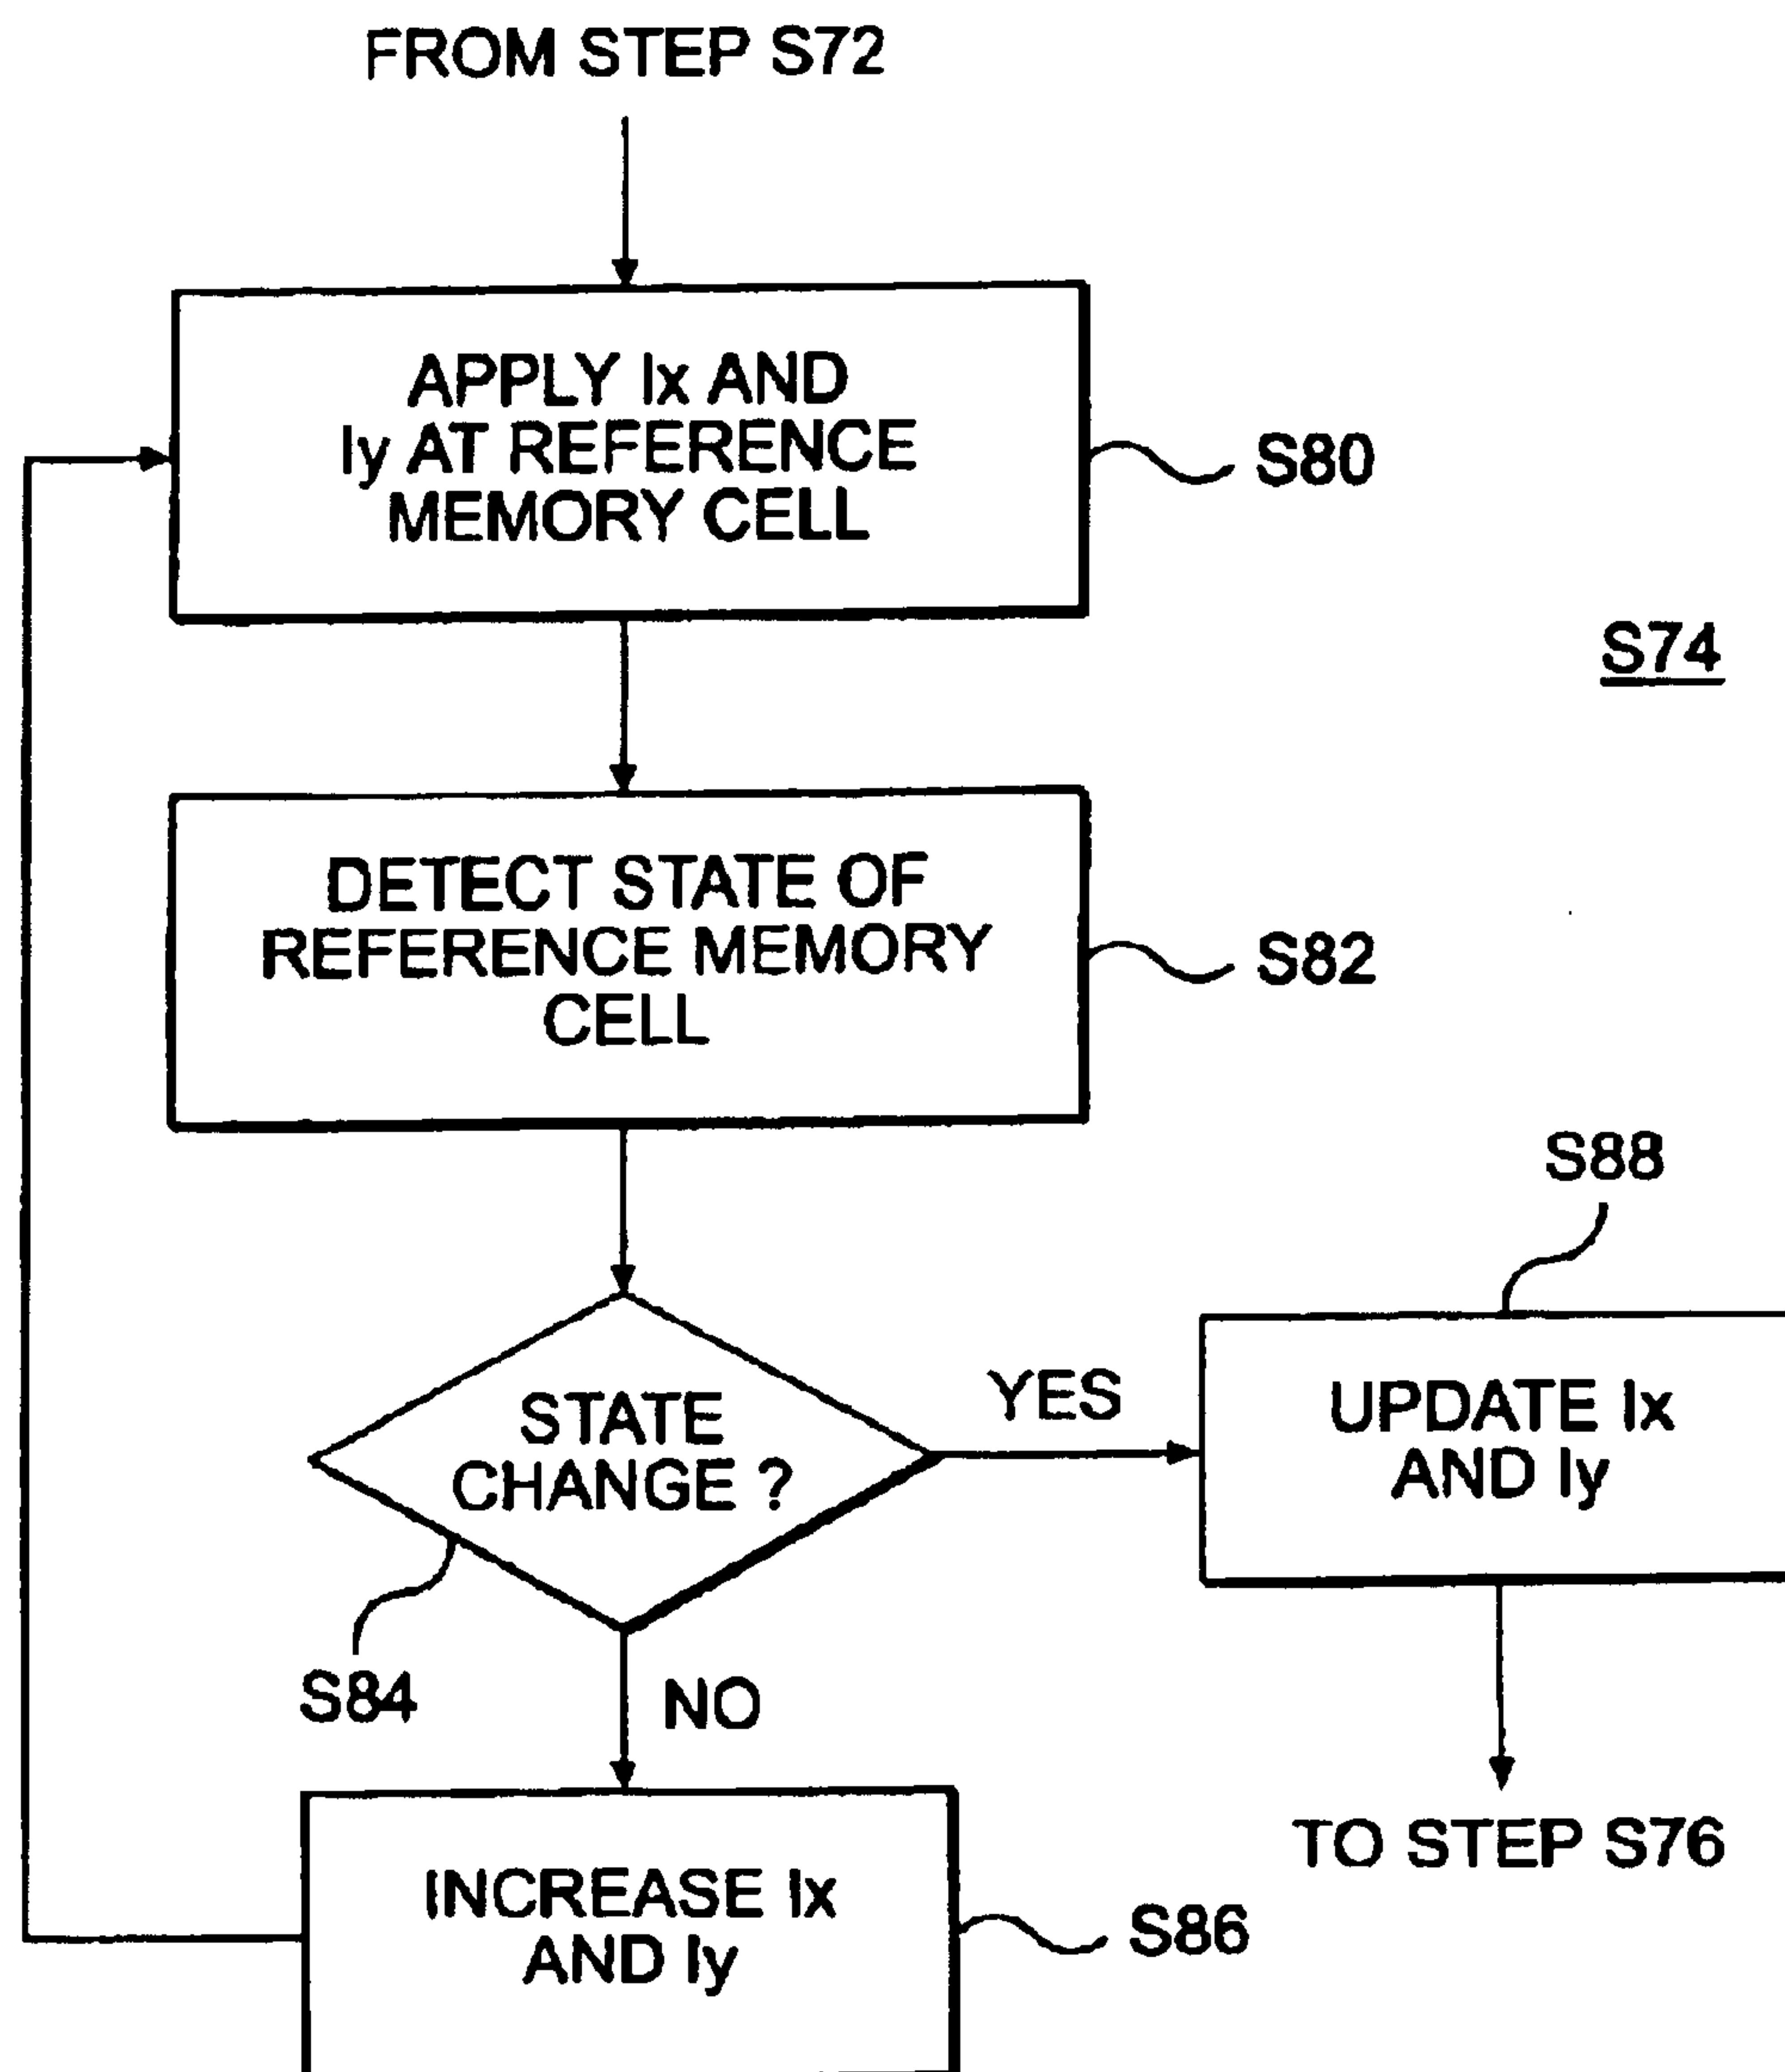 FROM STEP S72
APPLY Ix AND
Iy AT REFERENCE
MEMORY CELL
S80
S74
DETECT STATE OF
REFERENCE MEMORY
CELL
S82
S88
STATE
CHANGE ?
YES
UPDATE Ix
AND Iy
S84
NO
TO STEP S76
INCREASE Ix
AND Iy
S86